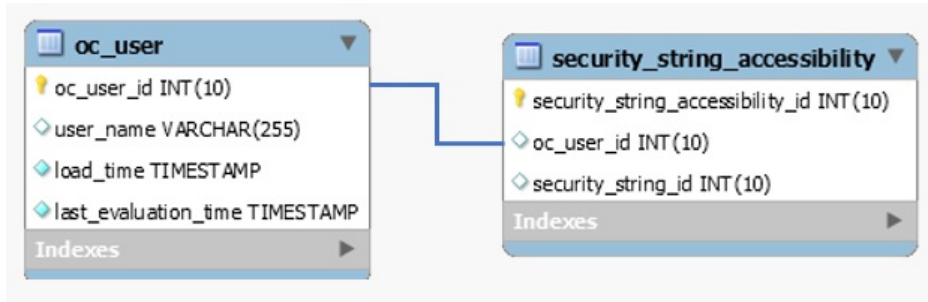 oc_user
oc_user_id INT(10)
user_name VARCHAR(255)
load_time TIMESTAMP
last_evaluation_time TIMESTAMP
Indexes
security_string_accessibility
security_string_accessibility_id INT(10)
oc_user_id INT(10)
security_string_id INT(10)
Indexes